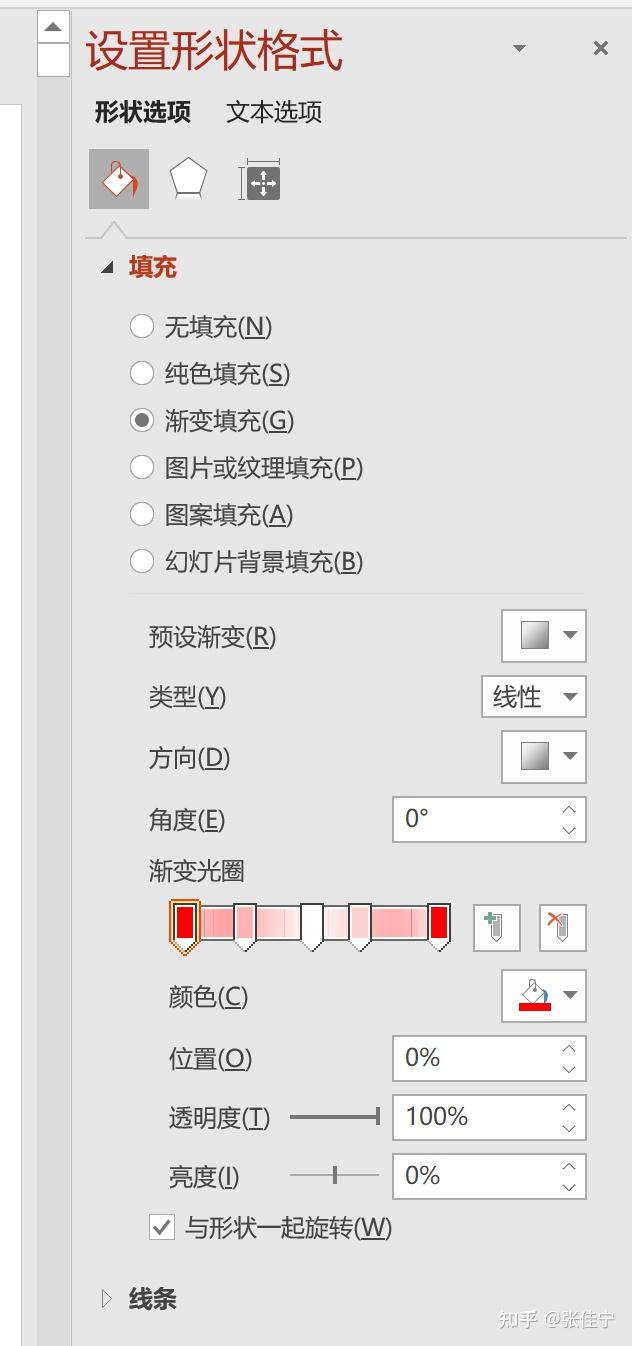 设置形状格式
形状选项 文本选项
填充
无填充(N)
纯色填充(S)
渐变填充(G)
图片或纹理填充(P)
图案填充(A)
幻灯片背景填充(B)
预设渐变(R)
类型(Y) 线性
方向(D)
角度(E) 0°
渐变光圈
颜色(C)
位置(O) 0%
透明度(T) 100%
亮度(I) 0%
与形状一起旋转(W)
线条
知乎 @张佳宁